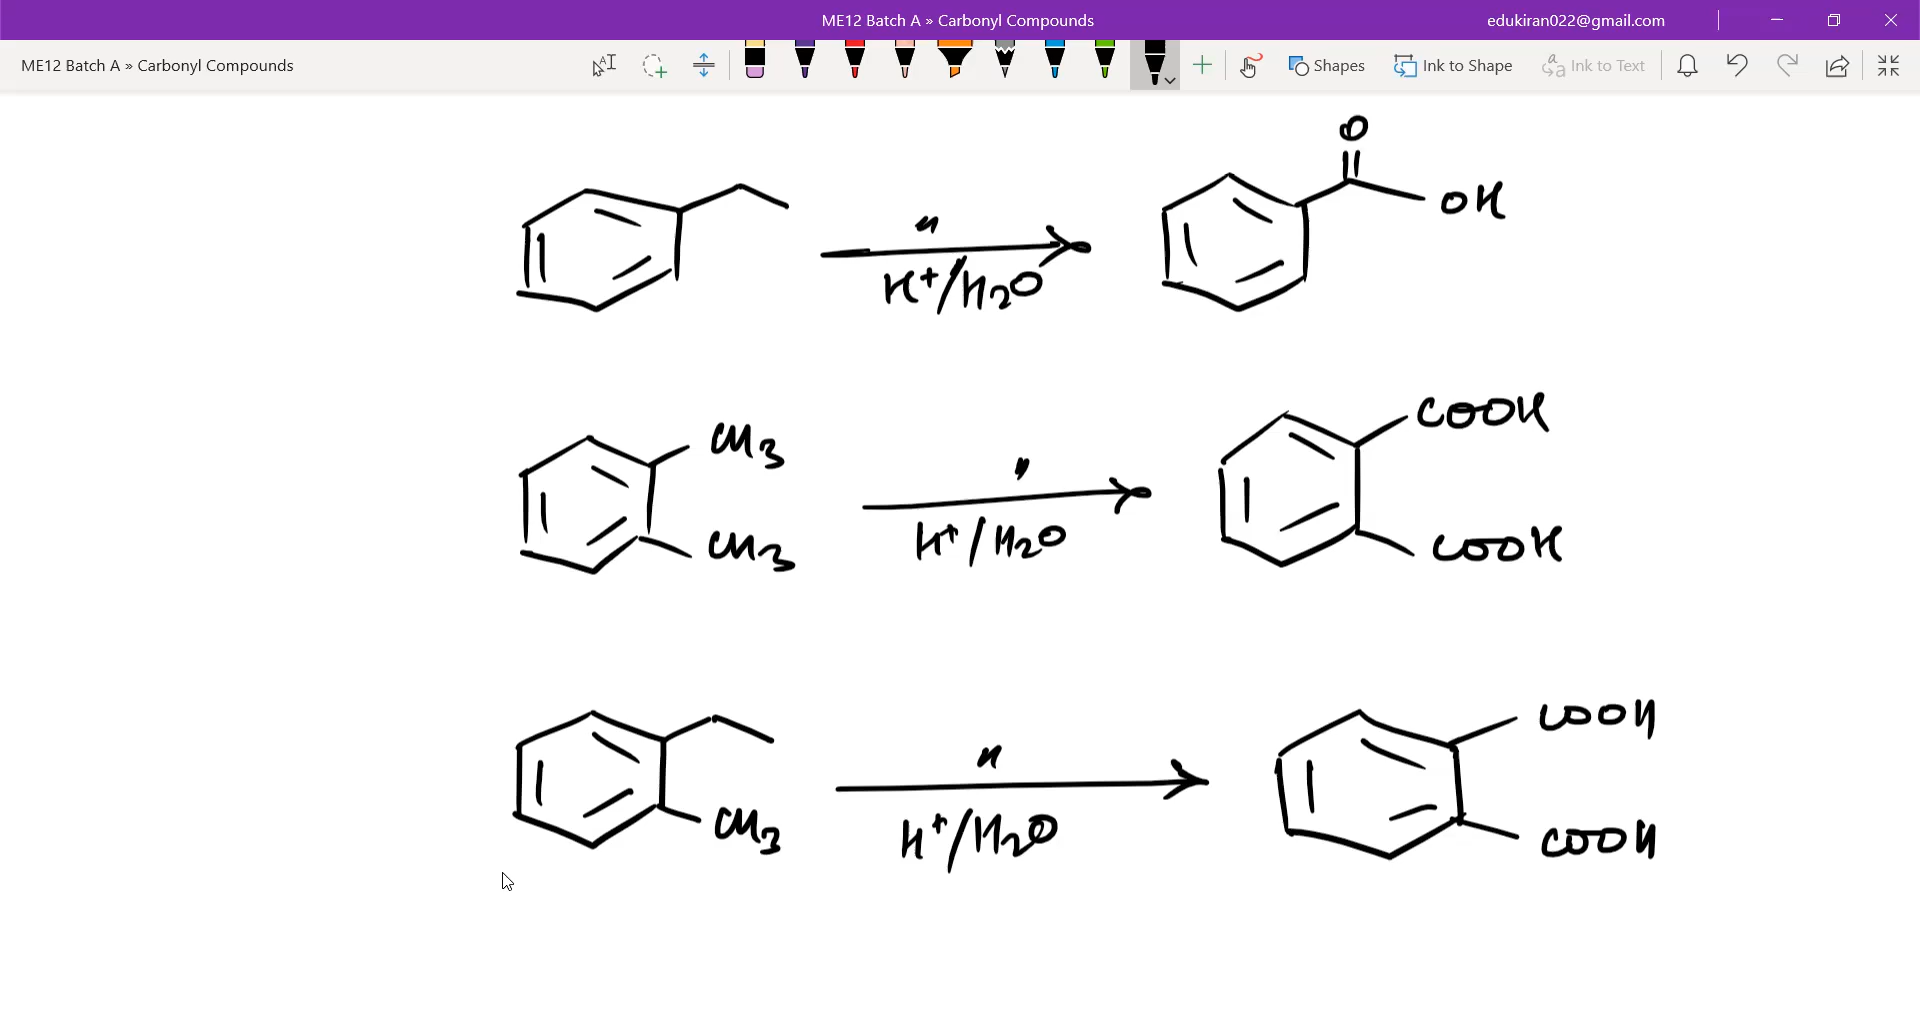 ME12 Batch A » Carbonyl Compounds
edukiran022@gmail.com
ME12 Batch A » Carbonyl Compounds
Shapes
Ink to Shape
Ink to Text
O
OH
H+/H2O
CH3
CH3
H+/H2O
COOH
COOH
CH3
H+/H2O
COOH
COOH